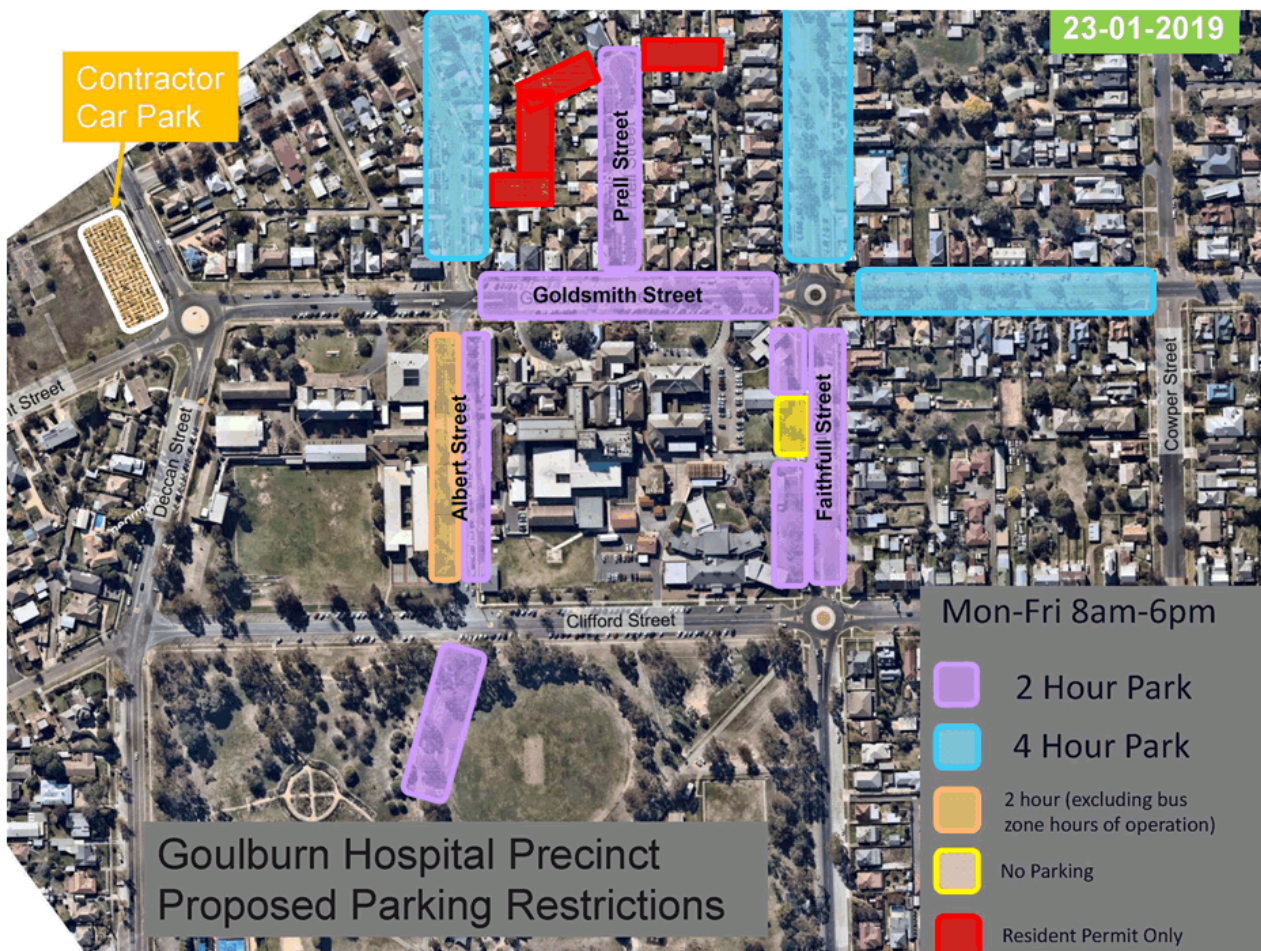 23-01-2019
Contractor
Car Park
Prell Street
Goldsmith Street
Albert Street
Faithfull Street
Cowper Street
Street
Deccan Street
Clifford Street
Mon-Fri 8am-6pm
2 Hour Park
4 Hour Park
2 hour (excluding bus
zone hours of operation)
No Parking
Resident Permit Only
Goulburn Hospital Precinct
Proposed Parking Restrictions